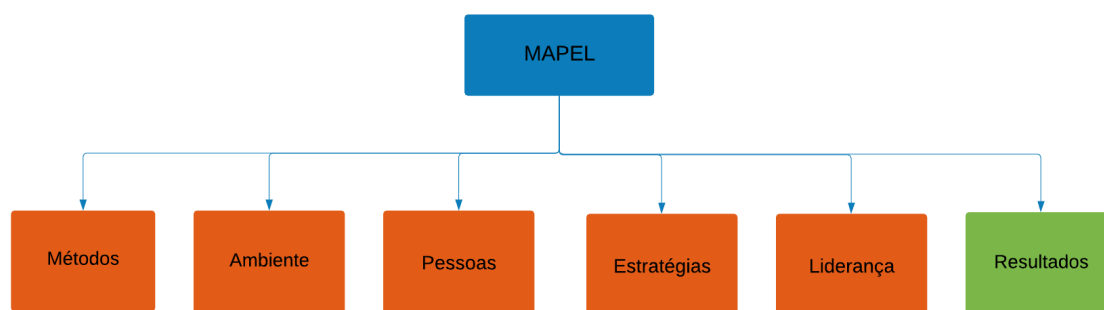 MAPEL
Métodos
Ambiente
Pessoas
Estratégias
Liderança
Resultados